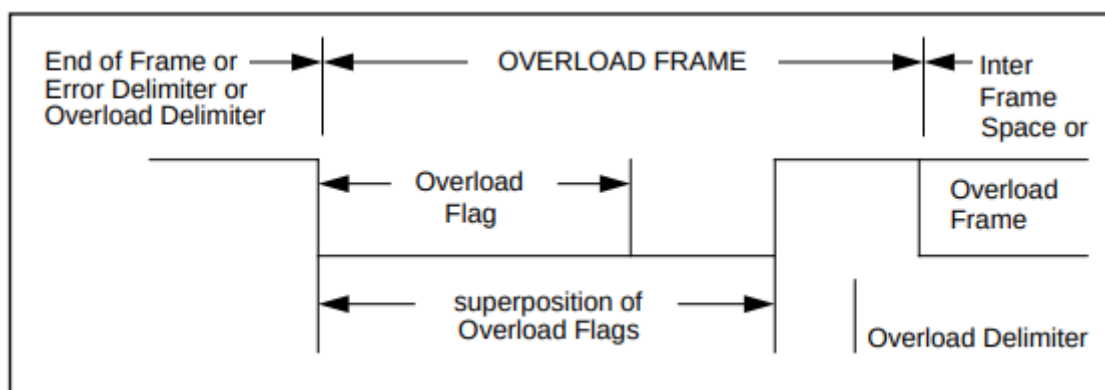 End of Frame or
Error Delimiter or
Overload Delimiter
OVERLOAD FRAME
Inter
Frame
Space or
Overload
Flag
Overload
Frame
superposition of
Overload Flags
Overload Delimiter